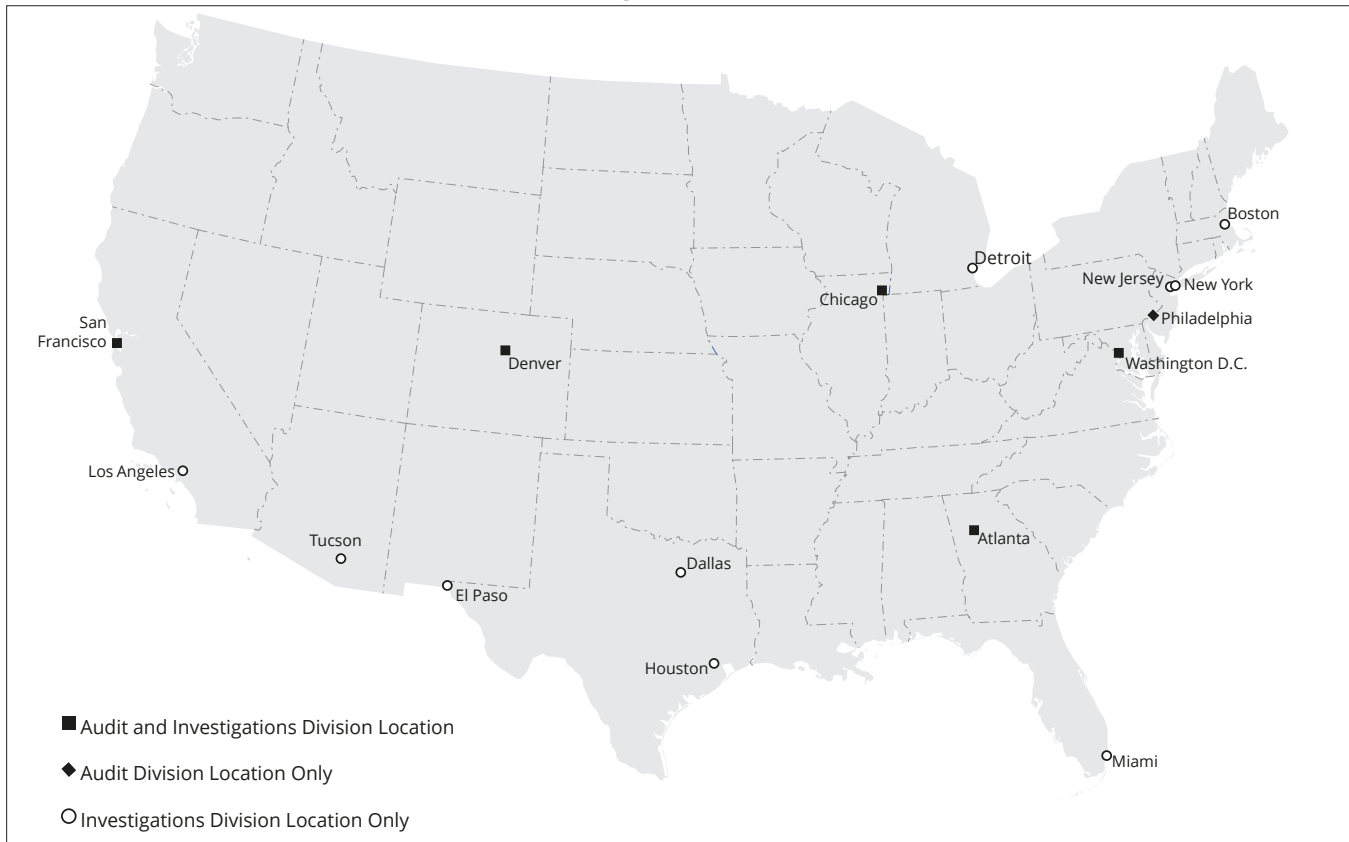 Boston
Detroit
New Jersey
New York
Chicago
Philadelphia
San
Francisco
Denver
Washington D.C.
Los Angeles
Atlanta
Tucson
Dallas
El Paso
Houston
Miami
Audit and Investigations Division Location
Audit Division Location Only
Investigations Division Location Only